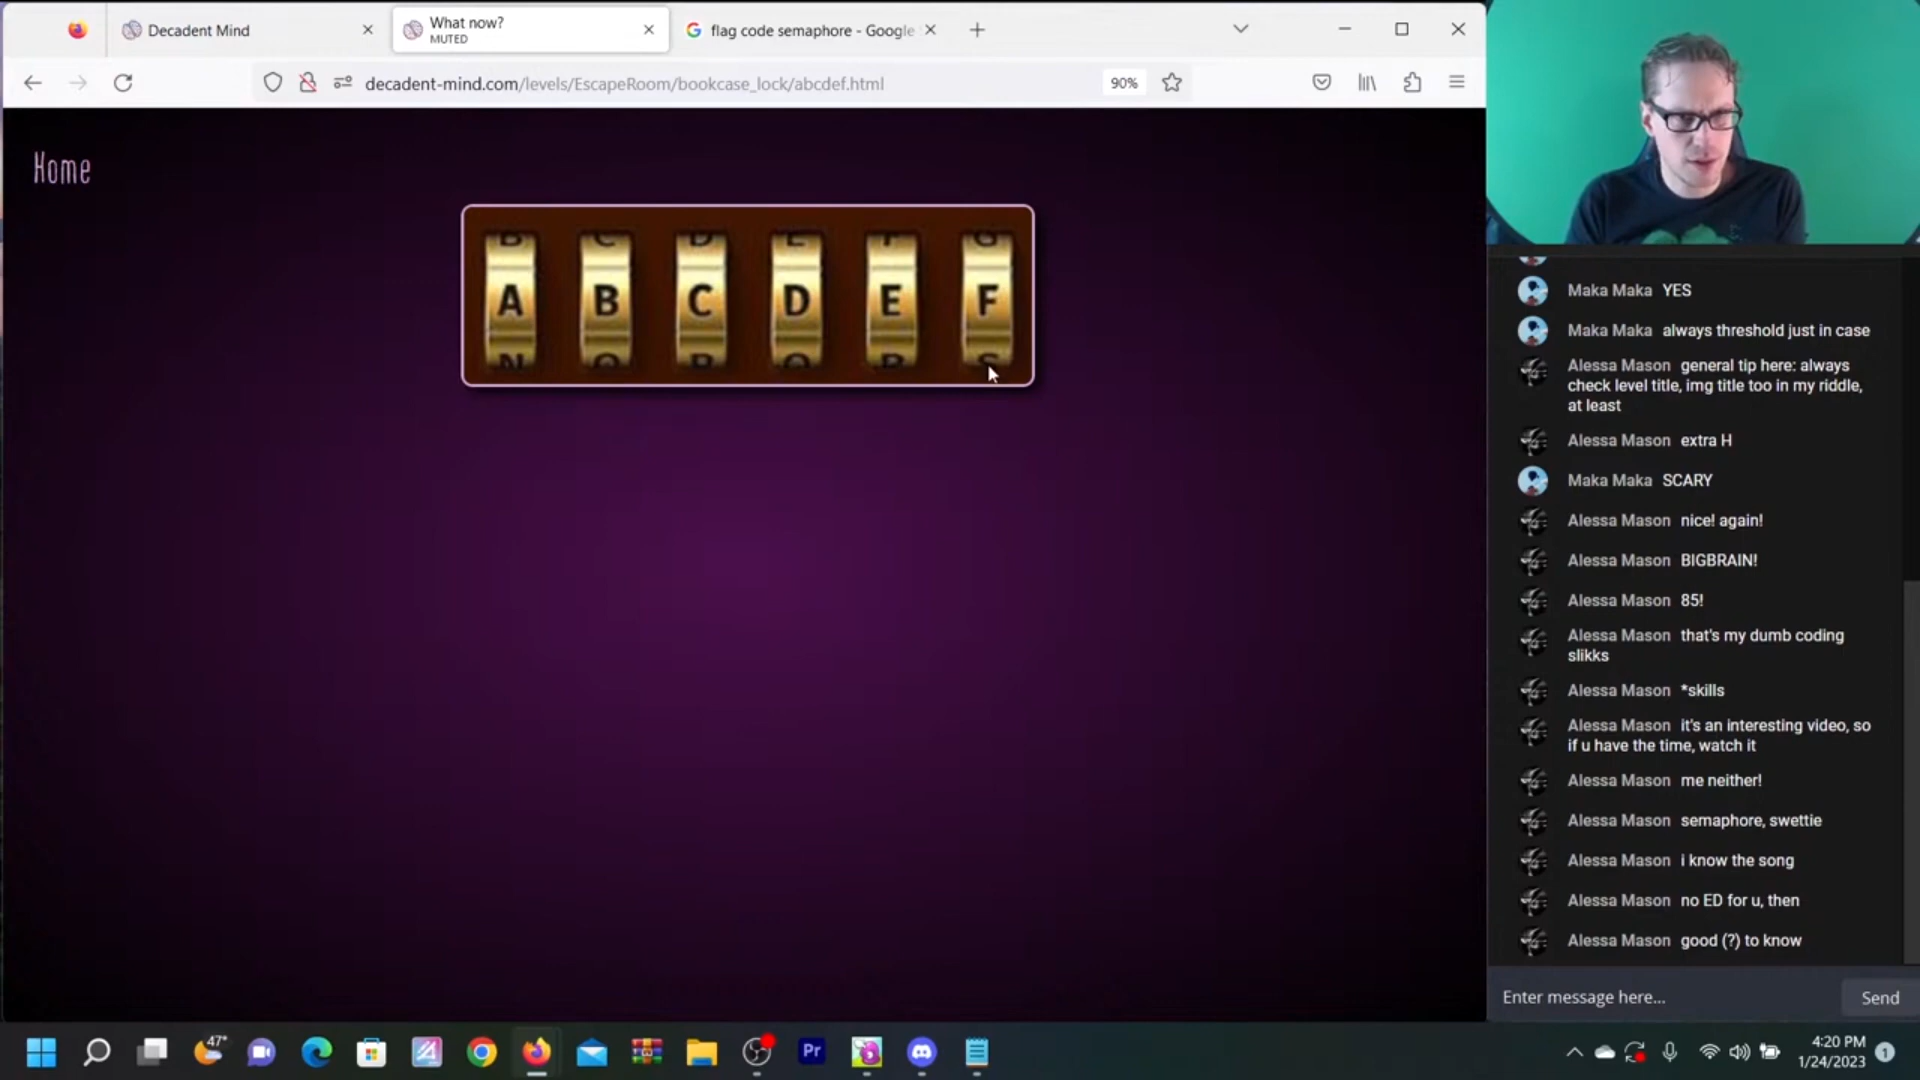 Decadent Mind
What now?
MUTED
flag code semaphore - Google
decadent-mind.com/levels/EscapeRoom/bookcase_lock/abcdef.html
90%
Home
B C D E F G
A B C D E F
N O P Q R S
Maka Maka YES
Maka Maka always threshold just in case
Alessa Mason general tip here: always
check level title, img title too in my riddle,
at least
Alessa Mason extra H
Maka Maka SCARY
Alessa Mason nice! again!
Alessa Mason BIGBRAIN!
Alessa Mason 85!
Alessa Mason that's my dumb coding
slikks
Alessa Mason *skills
Alessa Mason it's an interesting video, so
if u have the time, watch it
Alessa Mason me neither!
Alessa Mason semaphore, swettie
Alessa Mason i know the song
Alessa Mason no ED for u, then
Alessa Mason good (?) to know
Enter message here...
Send
47°
Pr
4:20 PM
1/24/2023
1